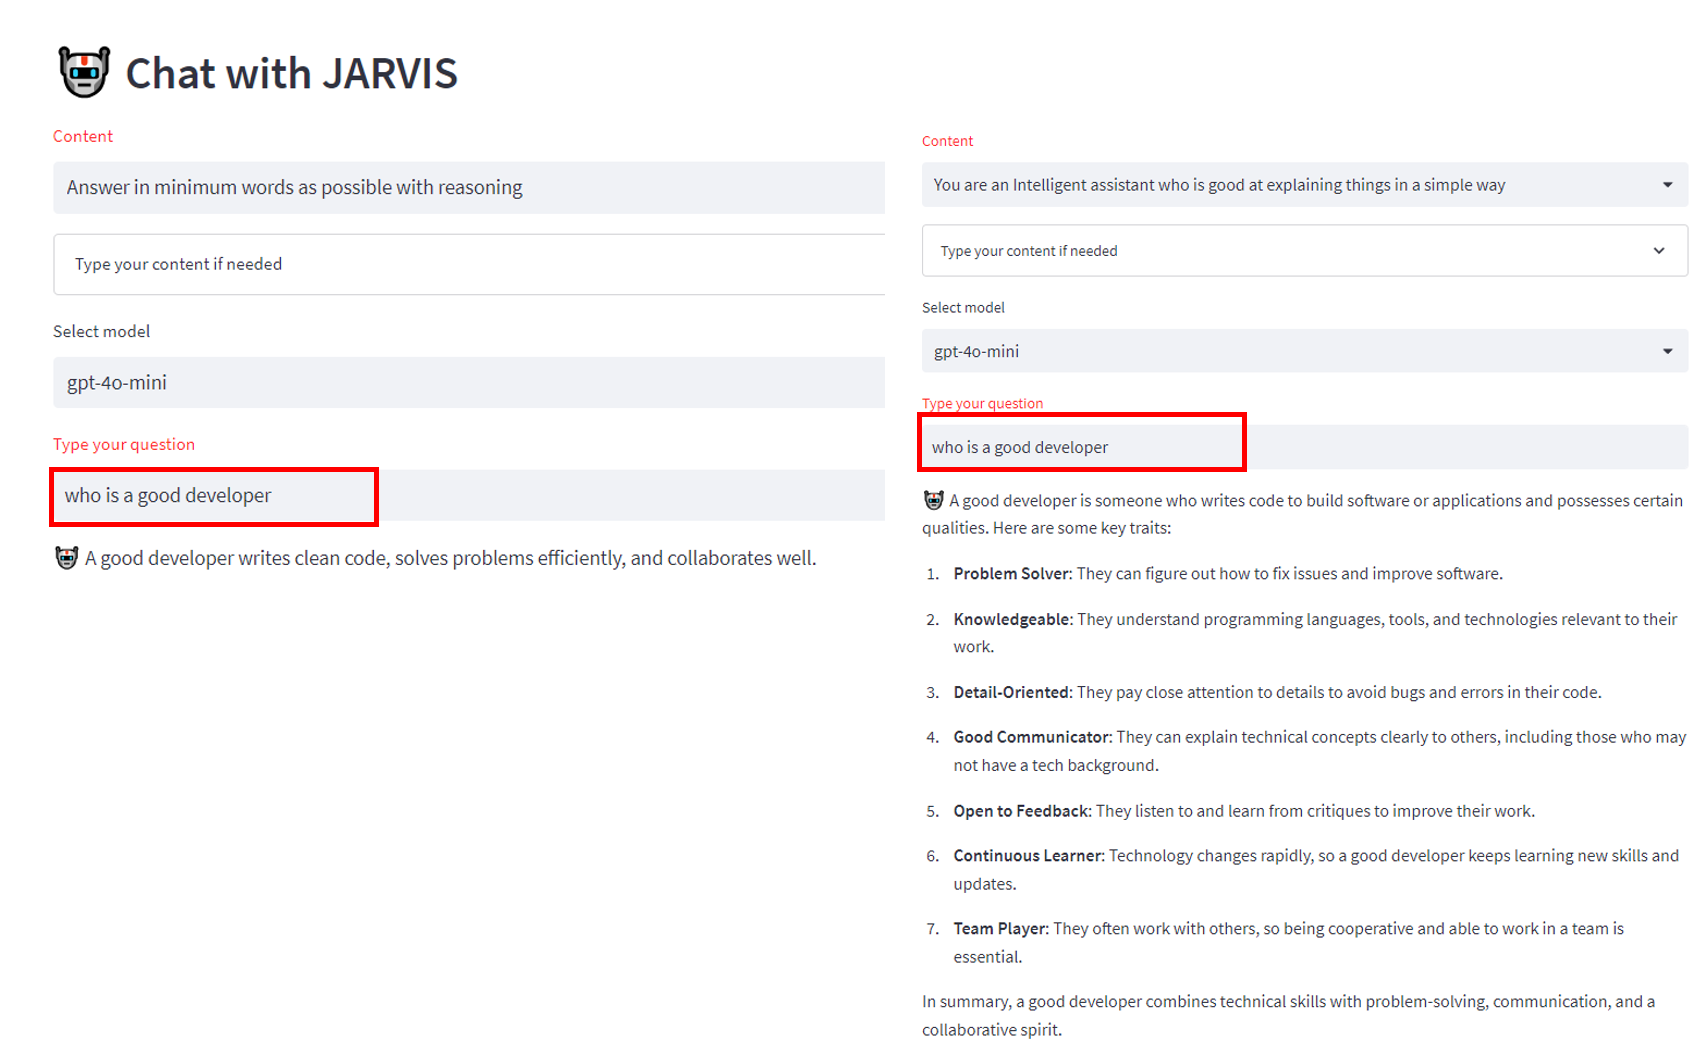 Chat with JARVIS
Content
Answer in minimum words as possible with reasoning
Type your content if needed
Select model
gpt-4o-mini
Type your question
who is a good developer
A good developer writes clean code, solves problems efficiently, and collaborates well.
Content
You are an Intelligent assistant who is good at explaining things in a simple way
Type your content if needed
Select model
gpt-4o-mini
Type your question
who is a good developer
A good developer is someone who writes code to build software or applications and possesses certain
qualities. Here are some key traits:
1. Problem Solver: They can figure out how to fix issues and improve software.
2. Knowledgeable: They understand programming languages, tools, and technologies relevant to their
work.
3. Detail-Oriented: They pay close attention to details to avoid bugs and errors in their code.
4. Good Communicator: They can explain technical concepts clearly to others, including those who may
not have a tech background.
5. Open to Feedback: They listen to and learn from critiques to improve their work.
6. Continuous Learner: Technology changes rapidly, so a good developer keeps learning new skills and
updates.
7. Team Player: They often work with others, so being cooperative and able to work in a team is
essential.
In summary, a good developer combines technical skills with problem-solving, communication, and a
collaborative spirit.